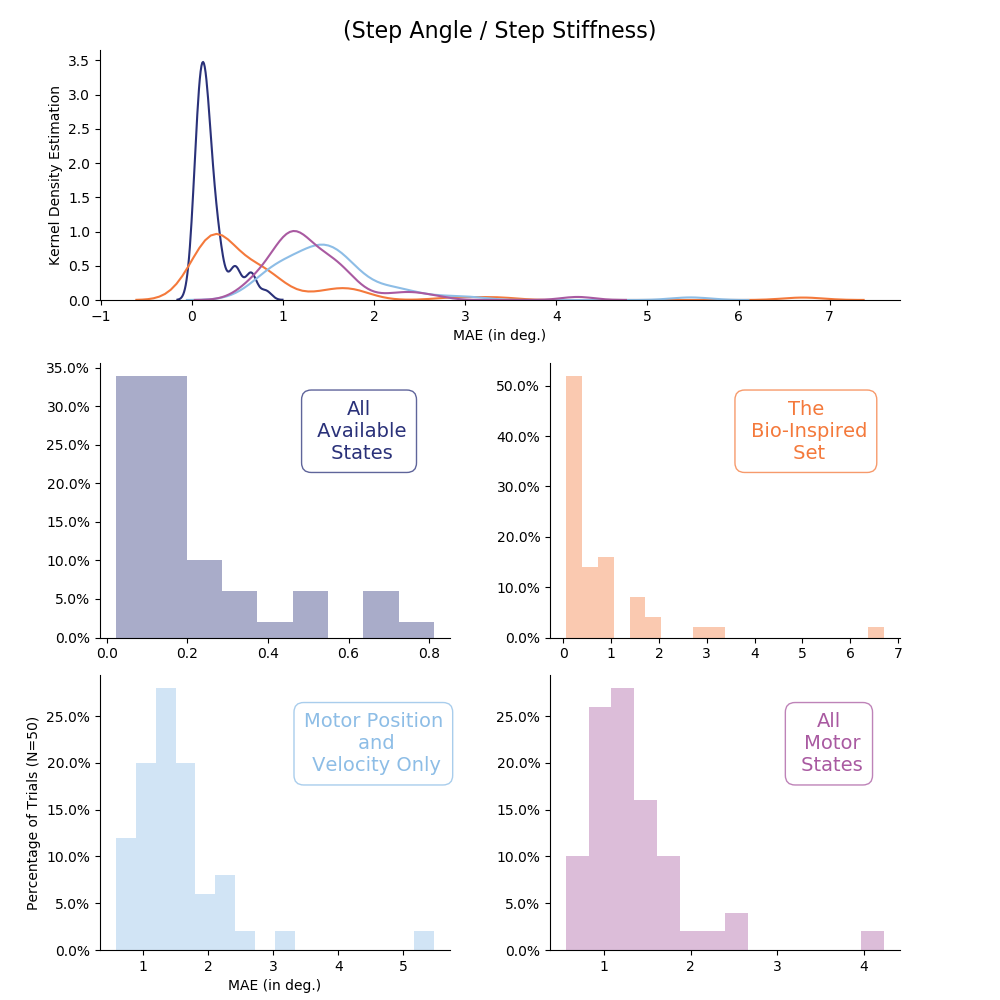 (Step Angle / Step Stiffness)
Kernel Density Estimation
3.5
3.0
2.5
2.0
1.5
1.0
0.5
0.0
−1 0 1 2 3 4 5 6 7
MAE (in deg.)
35.0%
30.0%
25.0%
20.0%
15.0%
10.0%
5.0%
0.0%
0.0 0.2 0.4 0.6 0.8
All
Available
States
50.0%
40.0%
30.0%
20.0%
10.0%
0.0%
0 1 2 3 4 5 6 7
The
Bio-Inspired
Set
Percentage of Trials (N=50)
25.0%
20.0%
15.0%
10.0%
5.0%
0.0%
1 2 3 4 5
MAE (in deg.)
Motor Position
and
Velocity Only
25.0%
20.0%
15.0%
10.0%
5.0%
0.0%
1 2 3 4
All
Motor
States